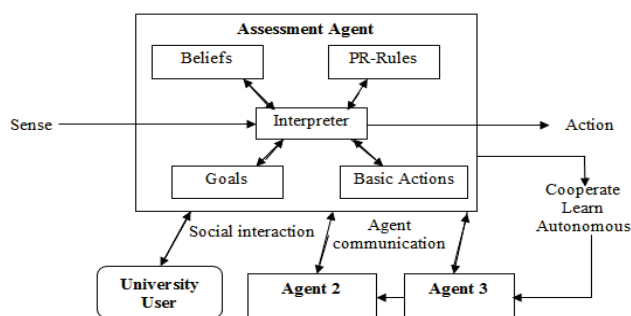 Assessment Agent
Beliefs
PR-Rules
Sense
Interpreter
Action
Goals
Basic Actions
Cooperate
Learn
Autonomous
Social interaction
Agent
communication
University
User
Agent 2
Agent 3